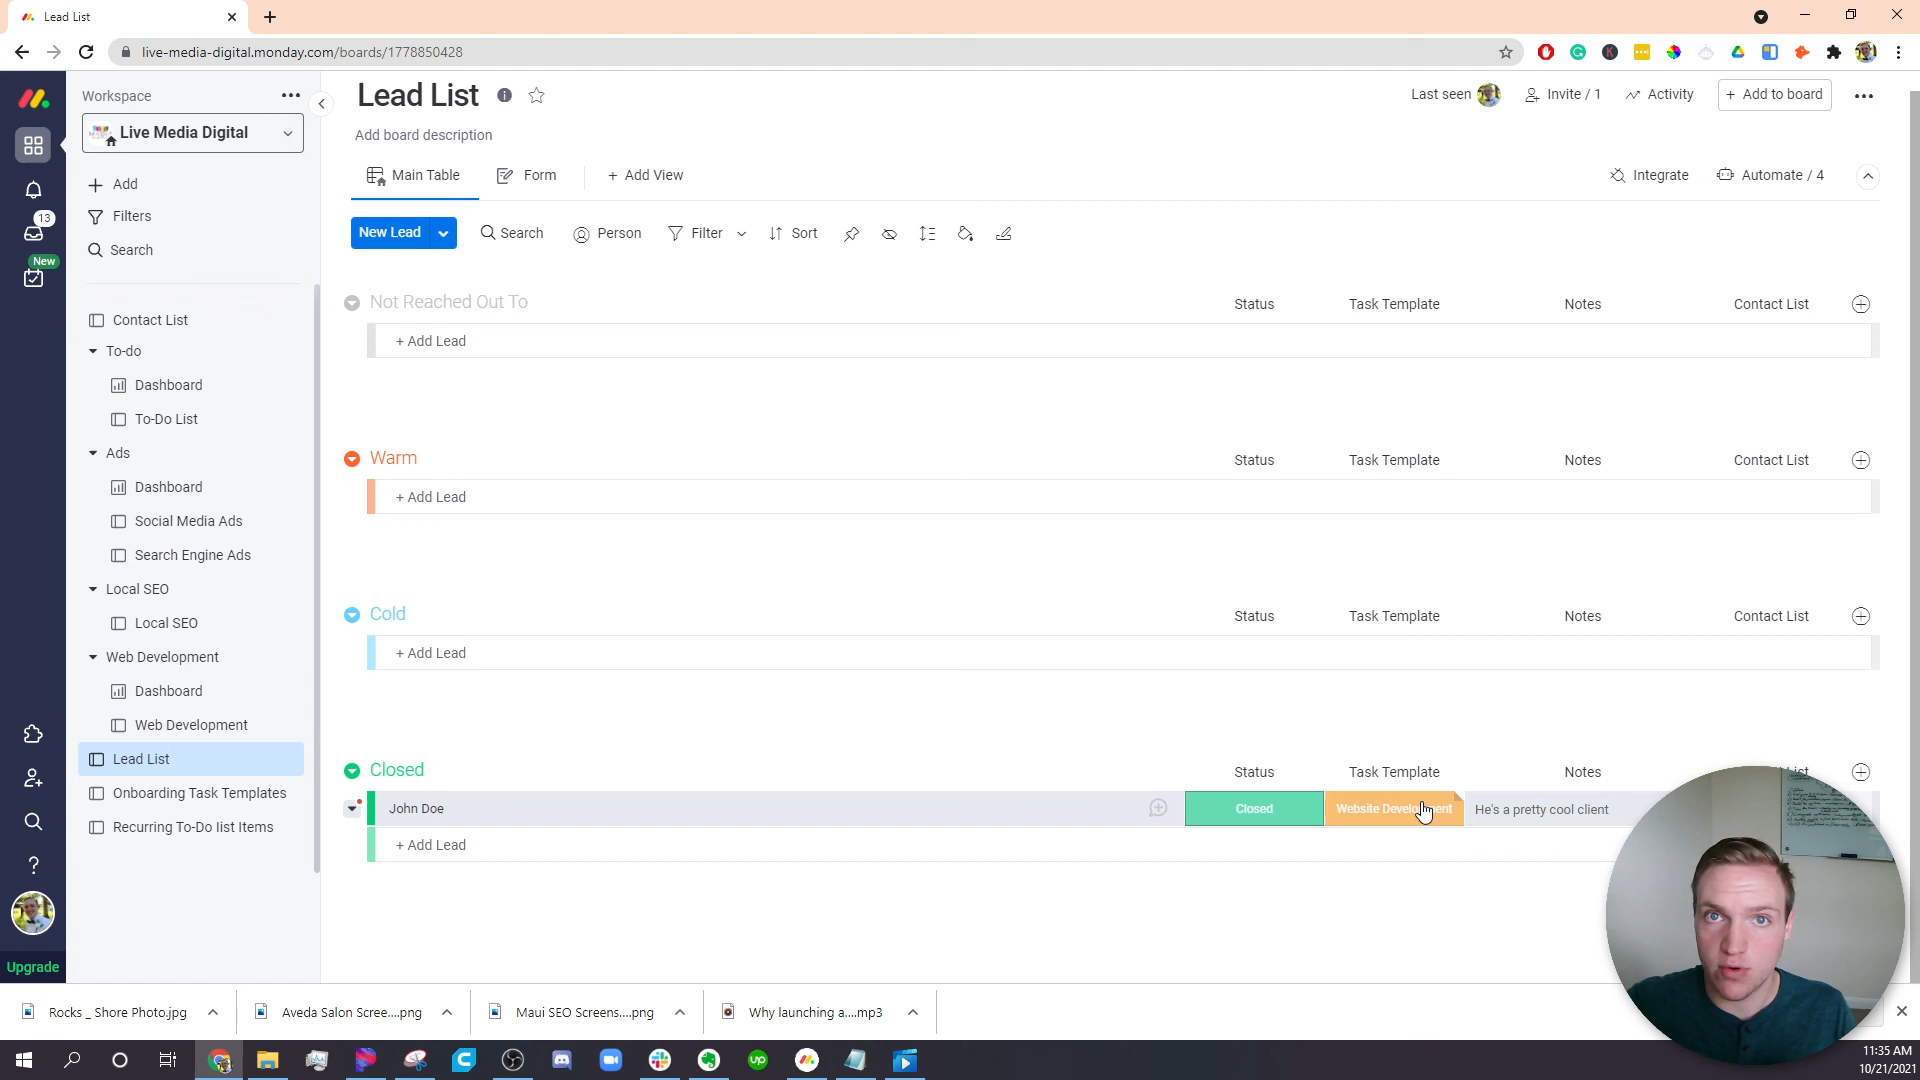 Lead List
live-media-digital.monday.com/boards/1778850428
Workspace
Live Media Digital
Add
Filters
Search
13
New
Contact List
To-do
Dashboard
To-Do List
Ads
Dashboard
Social Media Ads
Search Engine Ads
Local SEO
Local SEO
Web Development
Dashboard
Web Development
Lead List
Onboarding Task Templates
Recurring To-Do list Items
Upgrade
Lead List
Last seen
Invite / 1
Activity
+ Add to board
Add board description
Main Table
Form
+ Add View
Integrate
Automate / 4
New Lead
Search
Person
Filter
Sort
Not Reached Out To
Status
Task Template
Notes
Contact List
+ Add Lead
Warm
Status
Task Template
Notes
Contact List
+ Add Lead
Cold
Status
Task Template
Notes
Contact List
+ Add Lead
Closed
Status
Task Template
Notes
John Doe
Closed
Website Development
He's a pretty cool client
+ Add Lead
Rocks _ Shore Photo.jpg
Aveda Salon Scree....png
Maui SEO Screens....png
Why launching a....mp3
11:35 AM
10/21/2021